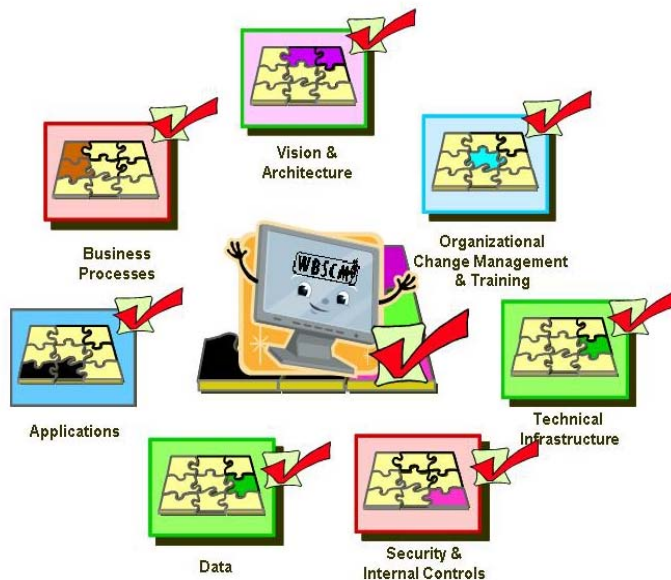 Vision &
Architecture
Business
Processes
Organizational
Change Management
& Training
WBSCM
Applications
Technical
Infrastructure
Data
Security &
Internal Controls